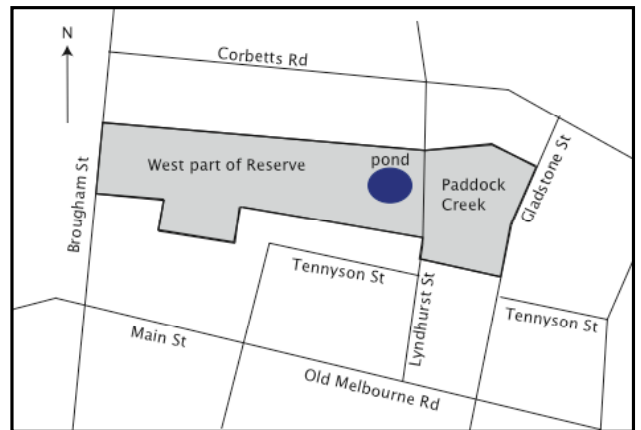 N
Corbetts Rd
West part of Reserve
pond
Paddock
Creek
Gladstone St
Brougham St
Tennyson St
Lyndhurst St
Tennyson St
Main St
Old Melbourne Rd